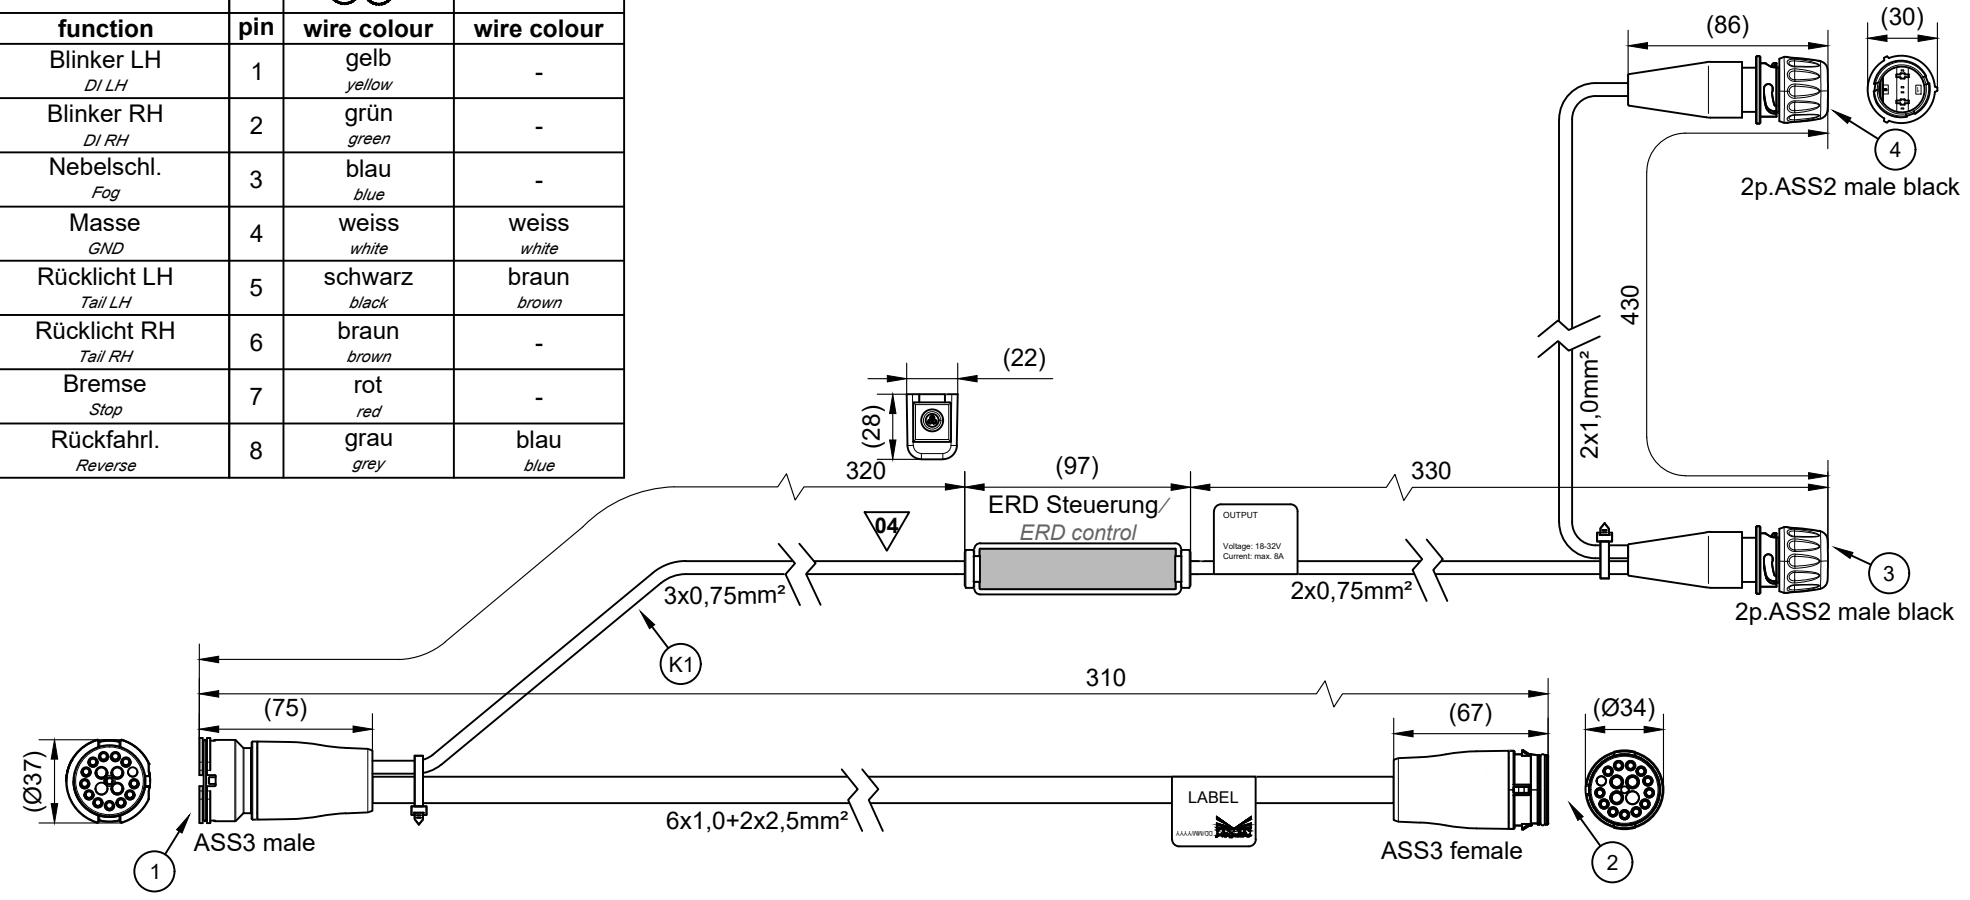 function pin wire colour wire colour
Blinker LH 1 gelb -
DI LH yellow
Blinker RH 2 grün -
DI RH green
Nebelschl. 3 blau -
Fog blue
Masse 4 weiss weiss
GND white white
Rücklicht LH 5 schwarz braun
Tail LH black brown
Rücklicht RH 6 braun -
Tail RH brown
Bremse 7 rot -
Stop red
Rückfahrl. 8 grau blau
Reverse grey blue
(86)
(30)
4
2p.ASS2 male black
430
2x1,0mm²
(22)
(28)
320
(97)
330
ERD Steuerung/
ERD control
04
OUTPUT
Voltage: 18-32V
Current: max. 8A
3x0,75mm²
2x0,75mm²
3
2p.ASS2 male black
K1
310
(75)
(67)
(Ø34)
(Ø37)
6x1,0+2x2,5mm²
LABEL
DD/MM/YYYY
ASS3 male
1
ASS3 female
2